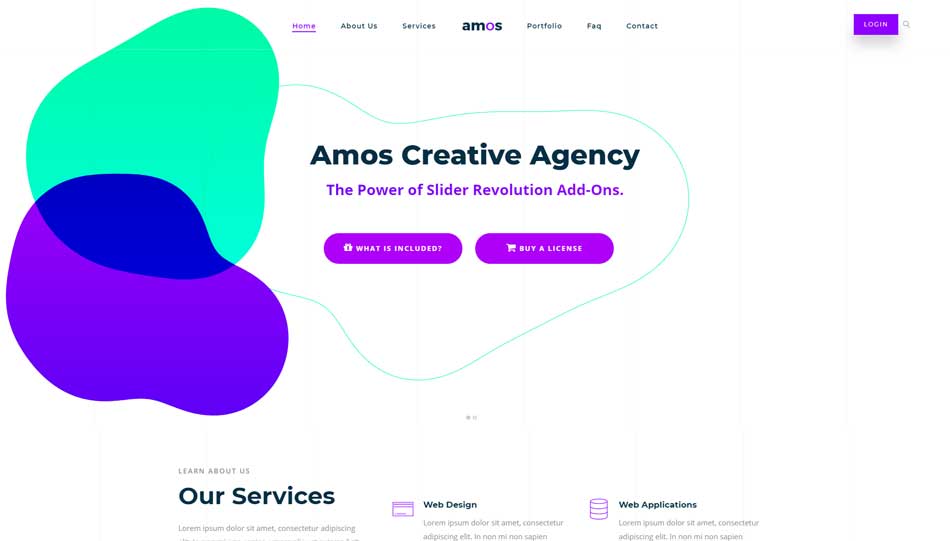 Home
About Us
Services
amos
Portfolio
Faq
Contact
LOGIN
Amos Creative Agency
The Power of Slider Revolution Add-Ons.
WHAT IS INCLUDED?
BUY A LICENSE
LEARN ABOUT US
Our Services
Lorem ipsum dolor sit amet, consectetur adipiscing
Web Design
Lorem ipsum dolor sit amet, consectetur
adipiscing elit. In non mi non sapien
Web Applications
Lorem ipsum dolor sit amet, consectetur
adipiscing elit. In non mi non sapien